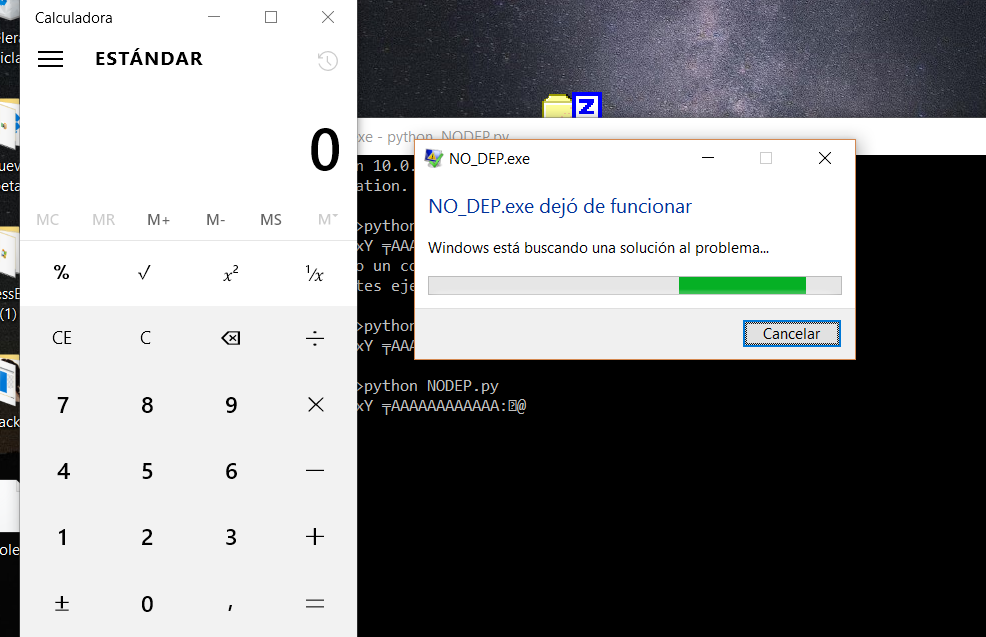 Calculadora
ESTÁNDAR
0
MC MR M+ M- MS M
% √ x² ¹/x
CE C ÷
7 8 9 ×
4 5 6 −
1 2 3 +
± 0 , =
Z
xe - python NODEP.py
n 10.0.
ation.
>python
xY ╤AAA
o un co
tes eje
>python
xY ╤AAA
>python NODEP.py
xY ╤AAAAAAAAAAAA:@
NO_DEP.exe
NO_DEP.exe dejó de funcionar
Windows está buscando una solución al problema...
Cancelar
(1)